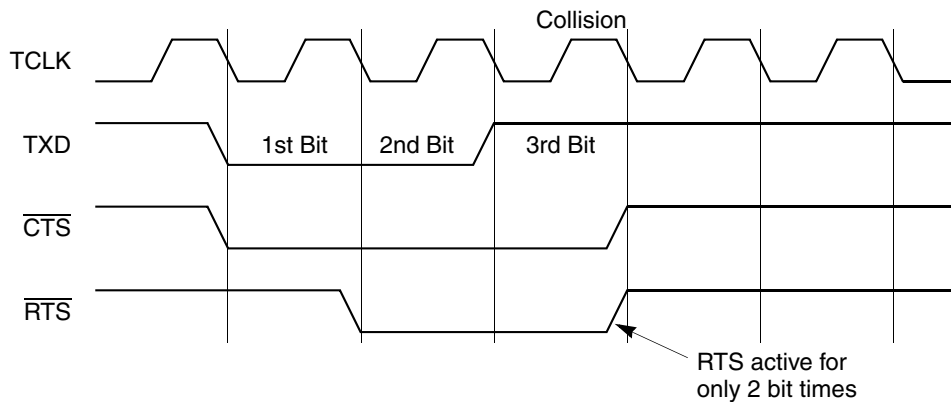 Collision
TCLK
TXD
1st Bit
2nd Bit
3rd Bit
CTS
RTS
RTS active for
only 2 bit times